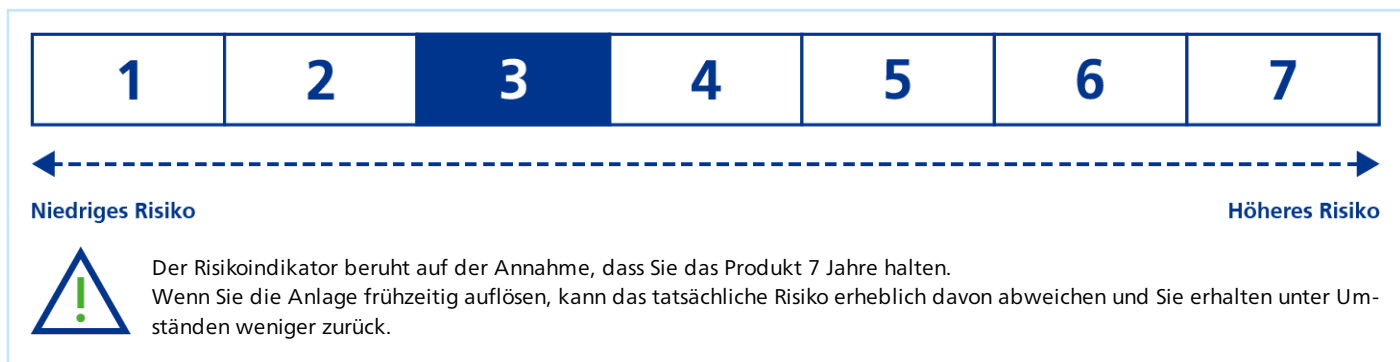 1 2 3 4 5 6 7
Niedriges Risiko Höheres Risiko
Der Risikoindikator beruht auf der Annahme, dass Sie das Produkt 7 Jahre halten.
Wenn Sie die Anlage frühzeitig auflösen, kann das tatsächliche Risiko erheblich davon abweichen und Sie erhalten unter Um-
ständen weniger zurück.